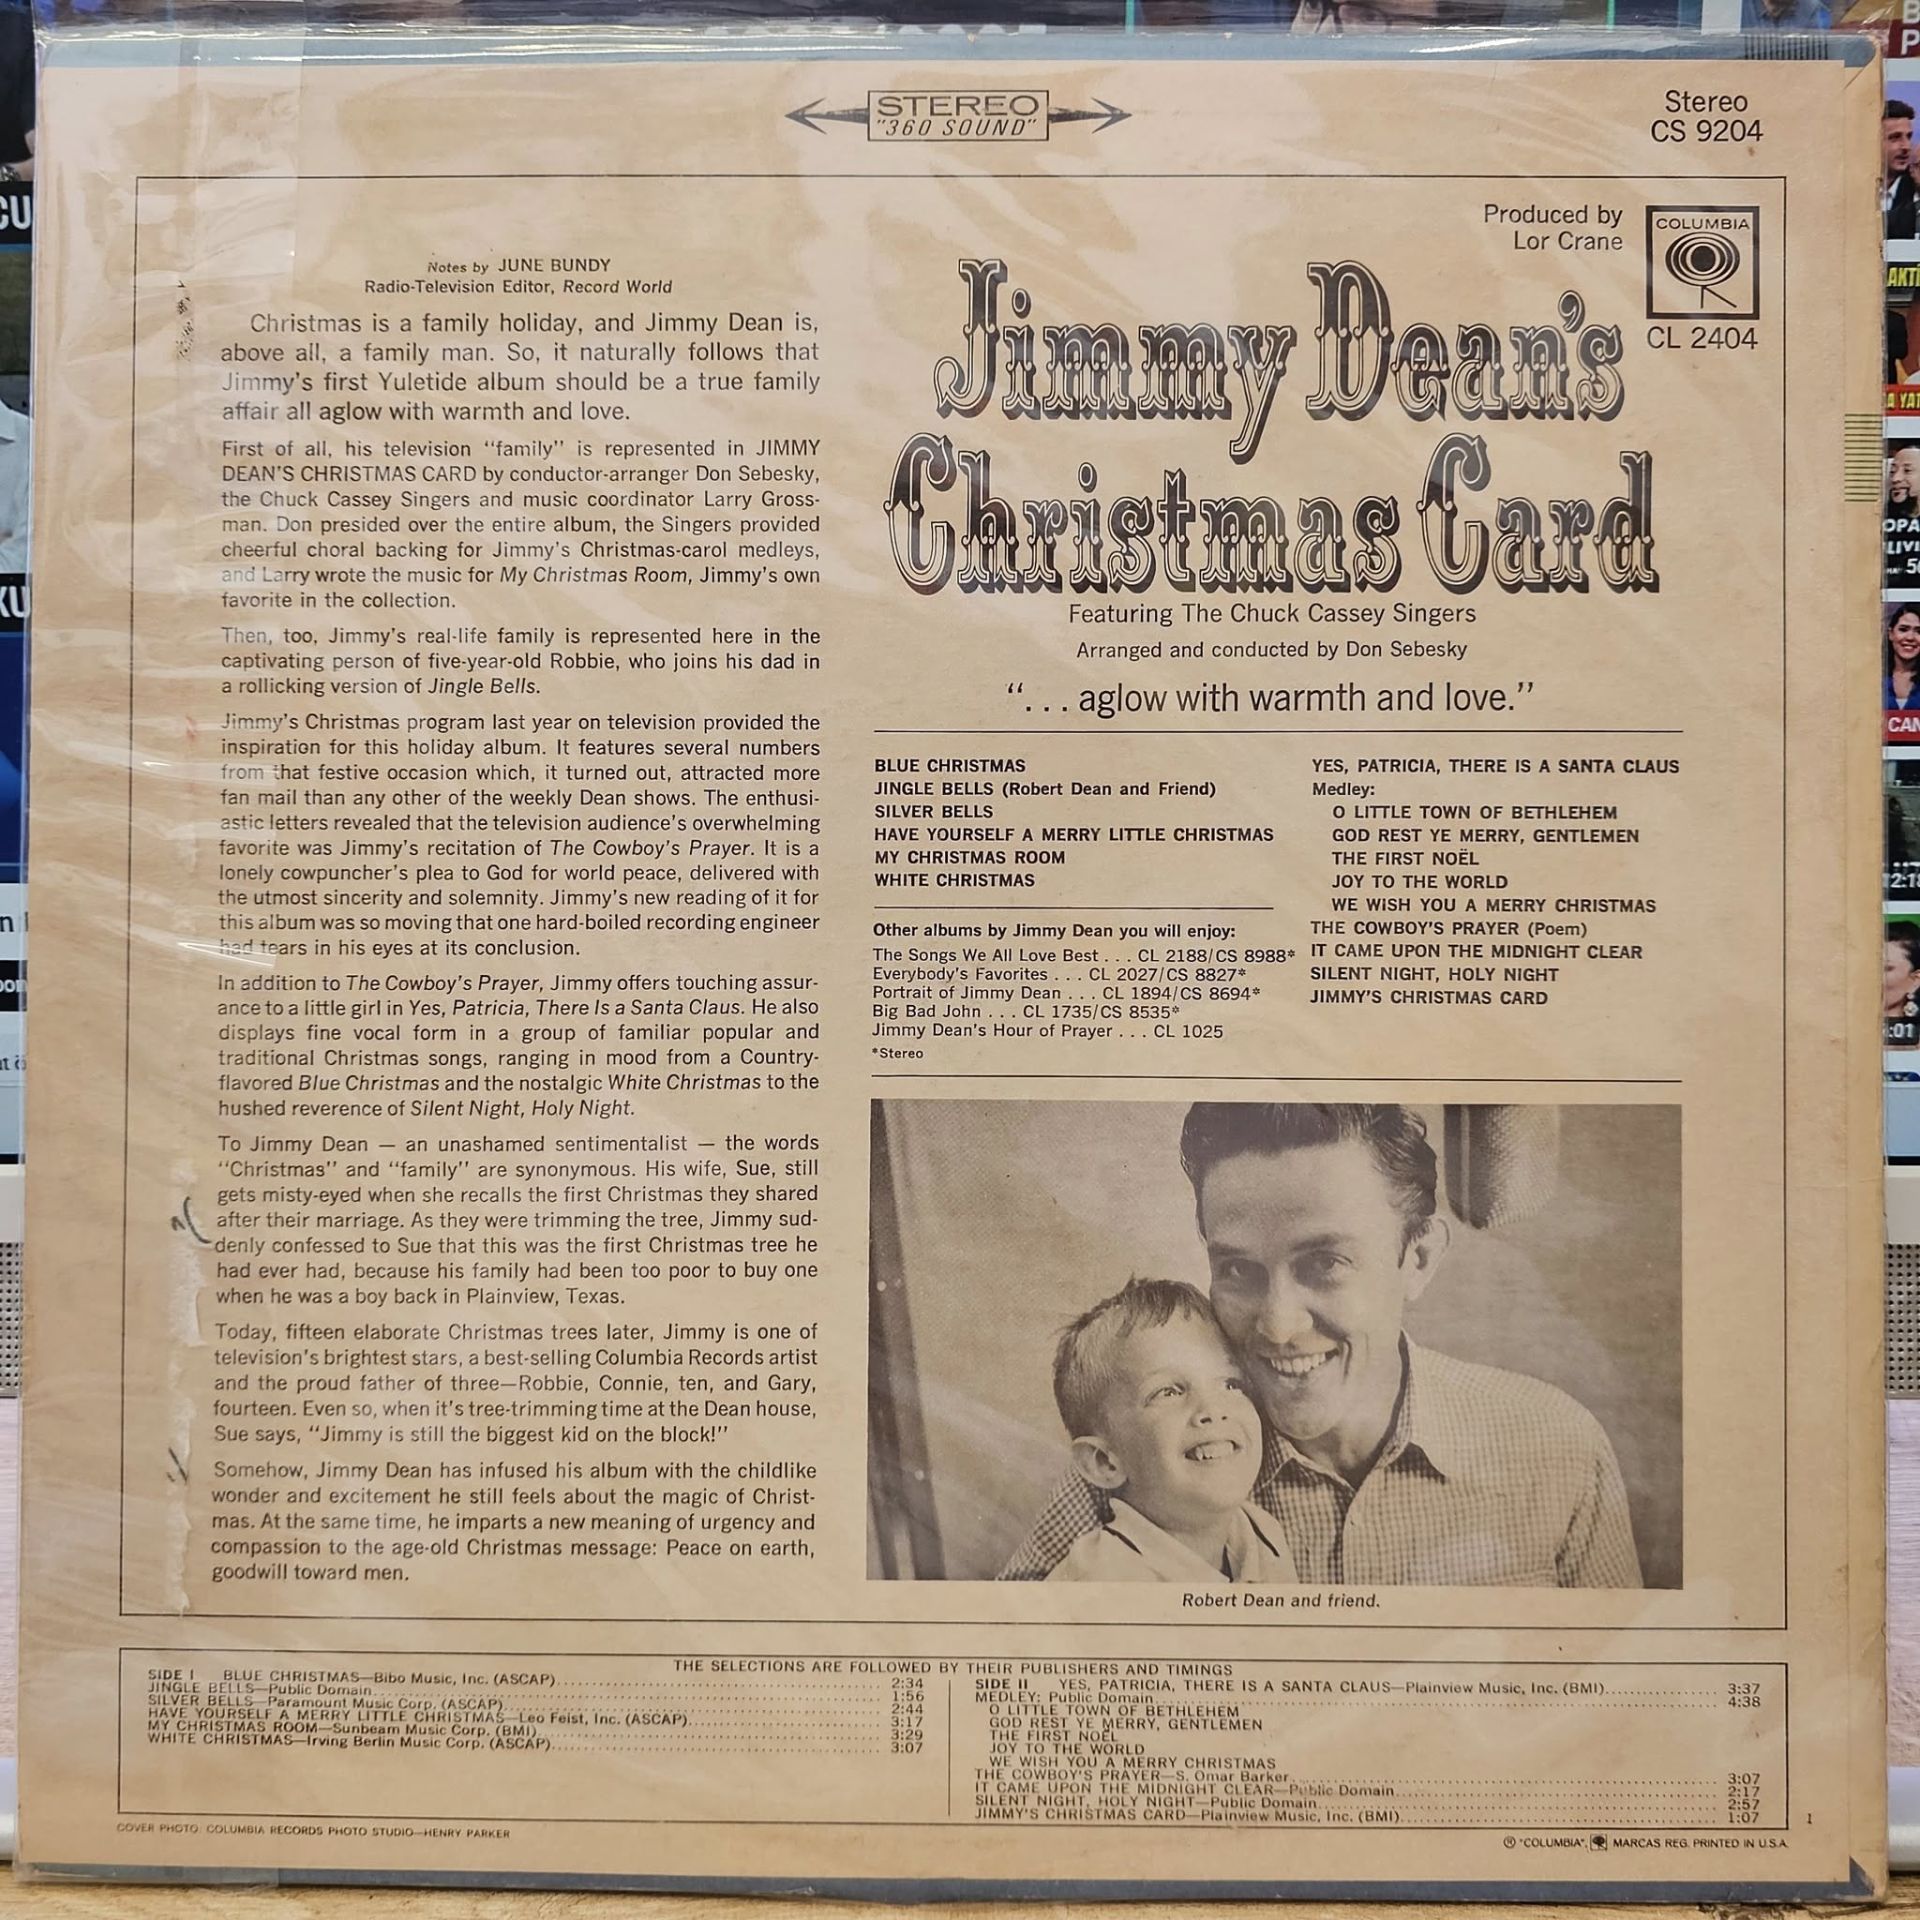 STEREO
"360 SOUND"
Stereo
CS 9204
Produced by
Lor Crane
COLUMBIA
CL 2404
Notes by JUNE BUNDY
Radio-Television Editor, Record World
Christmas is a family holiday, and Jimmy Dean is,
above all, a family man. So, it naturally follows that
Jimmy's first Yuletide album should be a true family
affair all aglow with warmth and love.
First of all, his television "family" is represented in JIMMY
DEAN'S CHRISTMAS CARD by conductor-arranger Don Sebesky,
the Chuck Cassey Singers and music coordinator Larry Gross-
man. Don presided over the entire album, the Singers provided
cheerful choral backing for Jimmy's Christmas-carol medleys,
and Larry wrote the music for My Christmas Room, Jimmy's own
favorite in the collection.
Then, too, Jimmy's real-life family is represented here in the
captivating person of five-year-old Robbie, who joins his dad in
a rollicking version of Jingle Bells.
Jimmy's Christmas program last year on television provided the
inspiration for this holiday album. It features several numbers
from that festive occasion which, it turned out, attracted more
fan mail than any other of the weekly Dean shows. The enthusi-
astic letters revealed that the television audience's overwhelming
favorite was Jimmy's recitation of The Cowboy's Prayer. It is a
lonely cowpuncher's plea to God for world peace, delivered with
the utmost sincerity and solemnity. Jimmy's new reading of it for
this album was so moving that one hard-boiled recording engineer
had tears in his eyes at its conclusion.
In addition to The Cowboy's Prayer, Jimmy offers touching assur-
ance to a little girl in Yes, Patricia, There Is a Santa Claus. He also
displays fine vocal form in a group of familiar popular and
traditional Christmas songs, ranging in mood from a Country-
flavored Blue Christmas and the nostalgic White Christmas to the
hushed reverence of Silent Night, Holy Night.
To Jimmy Dean — an unashamed sentimentalist — the words
"Christmas" and "family" are synonymous. His wife, Sue, still
gets misty-eyed when she recalls the first Christmas they shared
after their marriage. As they were trimming the tree, Jimmy sud-
denly confessed to Sue that this was the first Christmas tree he
had ever had, because his family had been too poor to buy one
when he was a boy back in Plainview, Texas.
Today, fifteen elaborate Christmas trees later, Jimmy is one of
television's brightest stars, a best-selling Columbia Records artist
and the proud father of three—Robbie, Connie, ten, and Gary,
fourteen. Even so, when it's tree-trimming time at the Dean house,
Sue says, "Jimmy is still the biggest kid on the block!"
Somehow, Jimmy Dean has infused his album with the childlike
wonder and excitement he still feels about the magic of Christ-
mas. At the same time, he imparts a new meaning of urgency and
compassion to the age-old Christmas message: Peace on earth,
goodwill toward men.
Jimmy Dean's
Christmas Card
Featuring The Chuck Cassey Singers
Arranged and conducted by Don Sebesky
"... aglow with warmth and love."
BLUE CHRISTMAS
JINGLE BELLS (Robert Dean and Friend)
SILVER BELLS
HAVE YOURSELF A MERRY LITTLE CHRISTMAS
MY CHRISTMAS ROOM
WHITE CHRISTMAS
Other albums by Jimmy Dean you will enjoy:
The Songs We All Love Best . . . CL 2188/CS 8988*
Everybody's Favorites . . . CL 2027/CS 8827*
Portrait of Jimmy Dean . . . CL 1894/CS 8694*
Big Bad John . . . CL 1735/CS 8535*
Jimmy Dean's Hour of Prayer . . . CL 1025
*Stereo
YES, PATRICIA, THERE IS A SANTA CLAUS
Medley:
O LITTLE TOWN OF BETHLEHEM
GOD REST YE MERRY, GENTLEMEN
THE FIRST NOËL
JOY TO THE WORLD
WE WISH YOU A MERRY CHRISTMAS
THE COWBOY'S PRAYER (Poem)
IT CAME UPON THE MIDNIGHT CLEAR
SILENT NIGHT, HOLY NIGHT
JIMMY'S CHRISTMAS CARD
Robert Dean and friend.
THE SELECTIONS ARE FOLLOWED BY THEIR PUBLISHERS AND TIMINGS
SIDE I BLUE CHRISTMAS—Bibo Music, Inc. (ASCAP) 2:34
JINGLE BELLS—Public Domain 1:56
SILVER BELLS—Paramount Music Corp. (ASCAP) 2:44
HAVE YOURSELF A MERRY LITTLE CHRISTMAS—Leo Feist, Inc. (ASCAP) 3:17
MY CHRISTMAS ROOM—Sunbeam Music Corp. (BMI) 3:29
WHITE CHRISTMAS—Irving Berlin Music Corp. (ASCAP) 3:07
SIDE II YES, PATRICIA, THERE IS A SANTA CLAUS—Plainview Music, Inc. (BMI) 3:37
MEDLEY: Public Domain 4:38
O LITTLE TOWN OF BETHLEHEM
GOD REST YE MERRY, GENTLEMEN
THE FIRST NOËL
JOY TO THE WORLD
WE WISH YOU A MERRY CHRISTMAS
THE COWBOY'S PRAYER—S. Omar Barker 3:07
IT CAME UPON THE MIDNIGHT CLEAR—Public Domain 2:17
SILENT NIGHT, HOLY NIGHT—Public Domain 2:57
JIMMY'S CHRISTMAS CARD—Plainview Music, Inc. (BMI) 1:07
1
COVER PHOTO: COLUMBIA RECORDS PHOTO STUDIO—HENRY PARKER
® "COLUMBIA", MARCAS REG. PRINTED IN U.S.A.